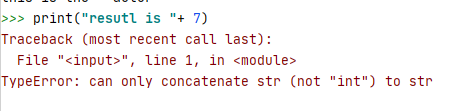 >>> print("resutl is "+ 7)
Traceback (most recent call last):
  File "<input>", line 1, in <module>
TypeError: can only concatenate str (not "int") to str